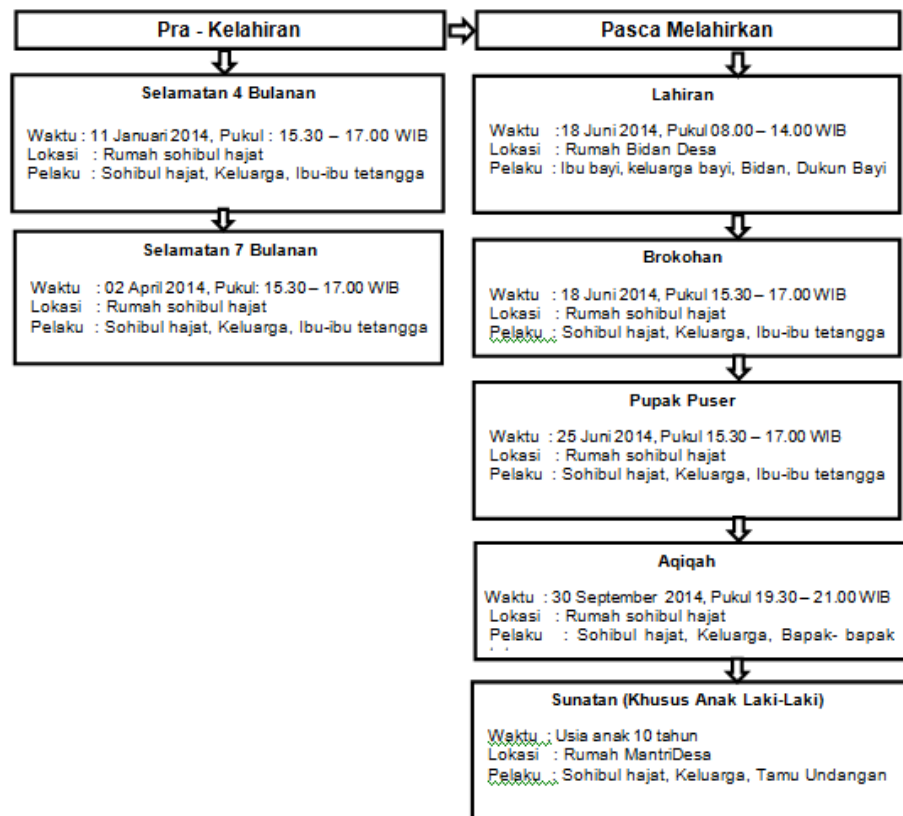 Pra - Kelahiran
Selamatan 4 Bulanan
Waktu : 11 Januari 2014, Pukul : 15.30 – 17.00 WIB
Lokasi : Rumah sohibul hajat
Pelaku : Sohibul hajat, Keluarga, Ibu-ibu tetangga
Selamatan 7 Bulanan
Waktu : 02 April 2014, Pukul: 15.30 – 17.00 WIB
Lokasi : Rumah sohibul hajat
Pelaku : Sohibul hajat, Keluarga, Ibu-ibu tetangga
Pasca Melahirkan
Lahiran
Waktu :18 Juni 2014, Pukul 08.00 – 14.00 WIB
Lokasi : Rumah Bidan Desa
Pelaku : Ibu bayi, keluarga bayi, Bidan, Dukun Bayi
Brokohan
Waktu : 18 Juni 2014, Pukul 15.30 – 17.00 WIB
Lokasi : Rumah sohibul hajat
Pelaku : Sohibul hajat, Keluarga, Ibu-ibu tetangga
Pupak Puser
Waktu : 25 Juni 2014, Pukul 15.30 – 17.00 WIB
Lokasi : Rumah sohibul hajat
Pelaku : Sohibul hajat, Keluarga, Ibu-ibu tetangga
Aqiqah
Waktu : 30 September 2014, Pukul 19.30 – 21.00 WIB
Lokasi : Rumah sohibul hajat
Pelaku : Sohibul hajat, Keluarga, Bapak- bapak
Sunatan (Khusus Anak Laki-Laki)
Waktu : Usia anak 10 tahun
Lokasi : Rumah MantriDesa
Pelaku : Sohibul hajat, Keluarga, Tamu Undangan